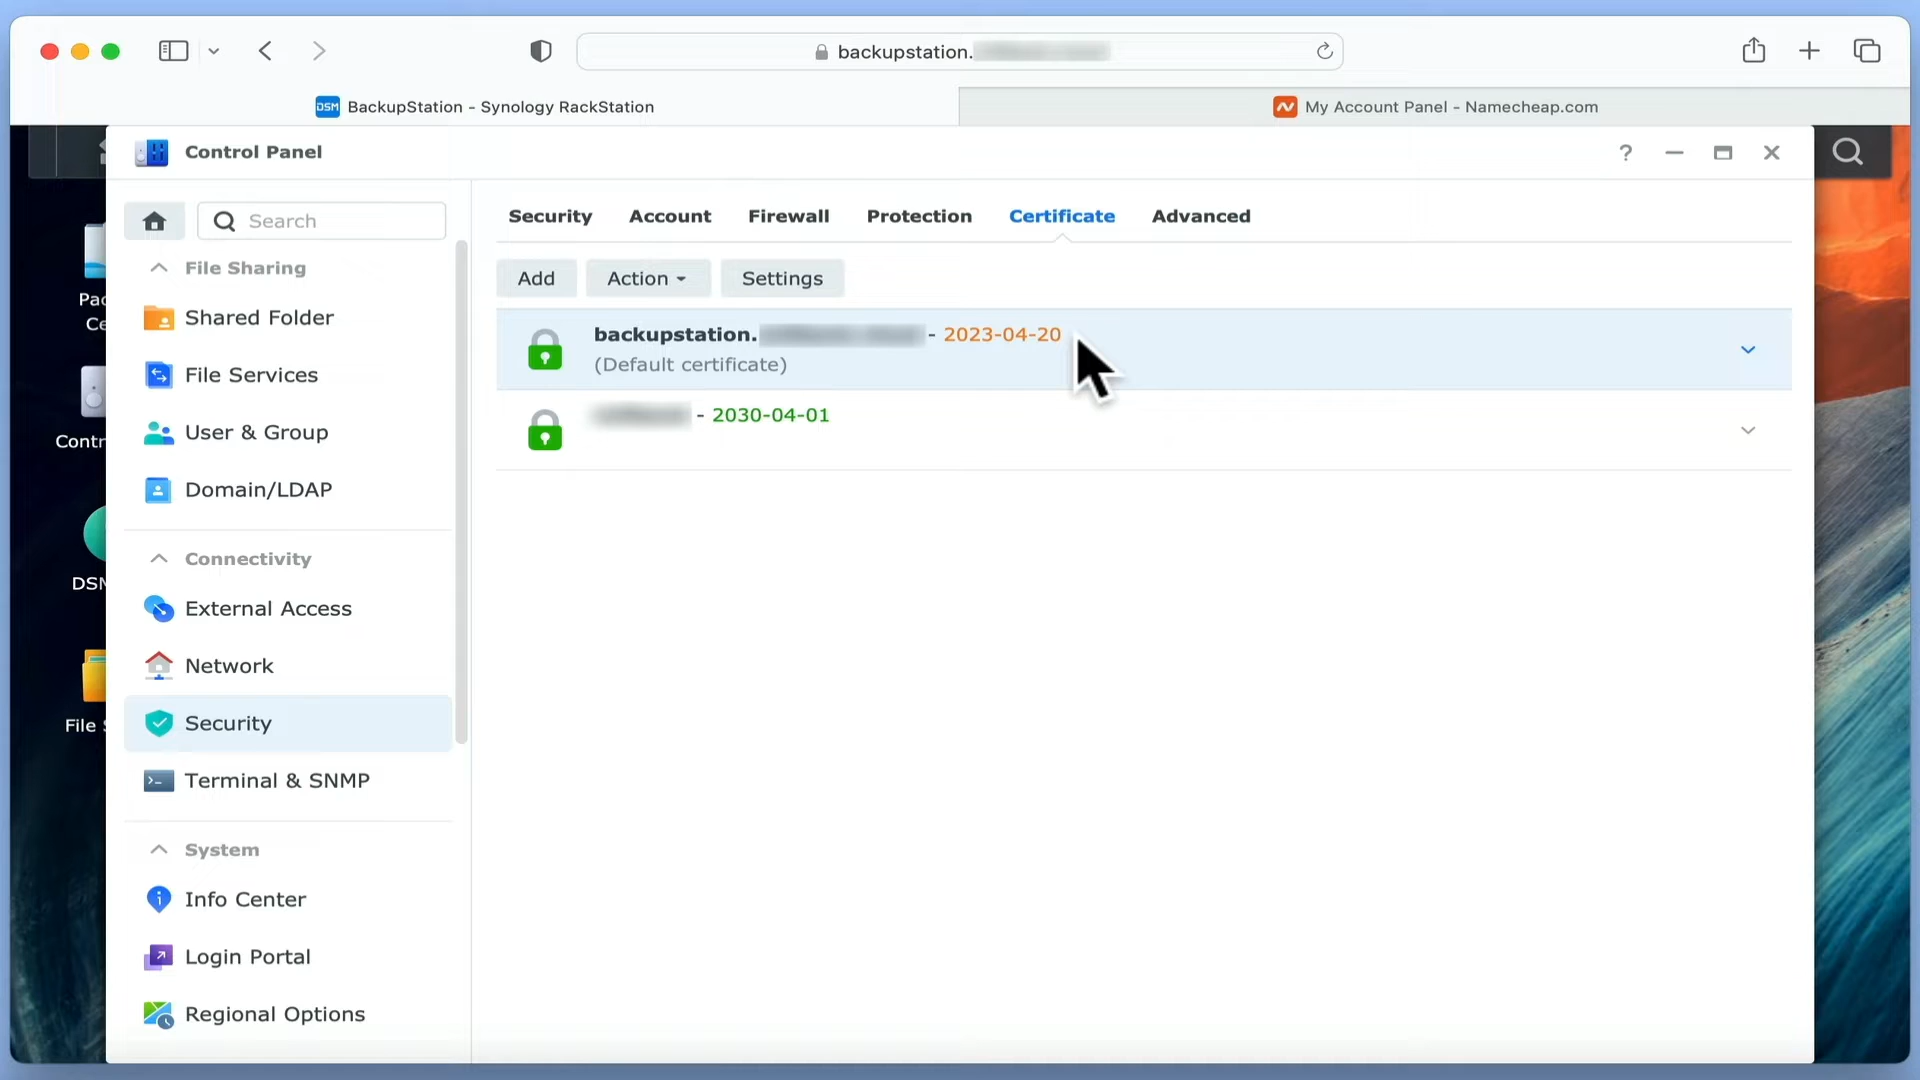 backupstation.
DSM BackupStation - Synology RackStation
My Account Panel - Namecheap.com
Control Panel
?
Search
File Sharing
Shared Folder
File Services
User & Group
Domain/LDAP
Connectivity
External Access
Network
Security
Terminal & SNMP
System
Info Center
Login Portal
Regional Options
Security Account Firewall Protection Certificate Advanced
Add Action Settings
backupstation. - 2023-04-20
(Default certificate)
- 2030-04-01
Pac
Ce
Contr
DSM
File S